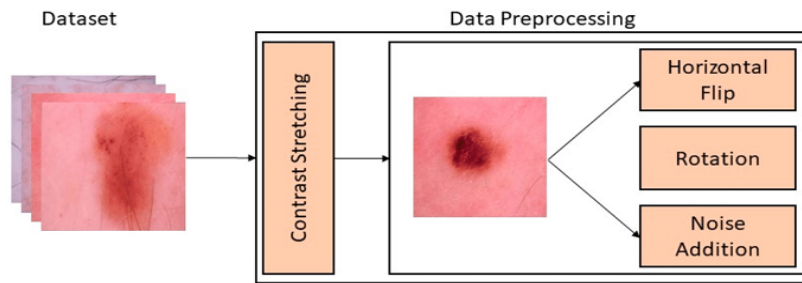 Dataset
Data Preprocessing
Contrast Stretching
Horizontal
Flip
Rotation
Noise
Addition